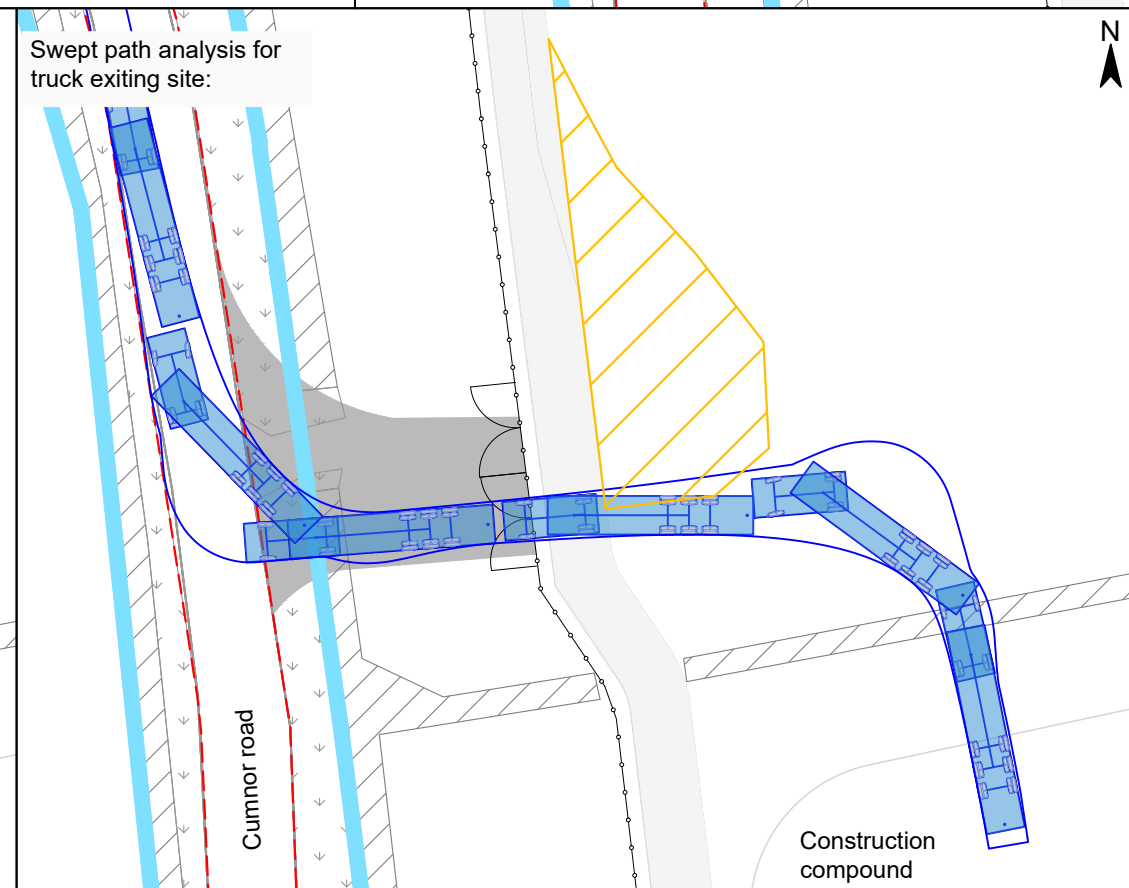 Swept path analysis for
truck exiting site:
N
Cumnor road
Construction
compound